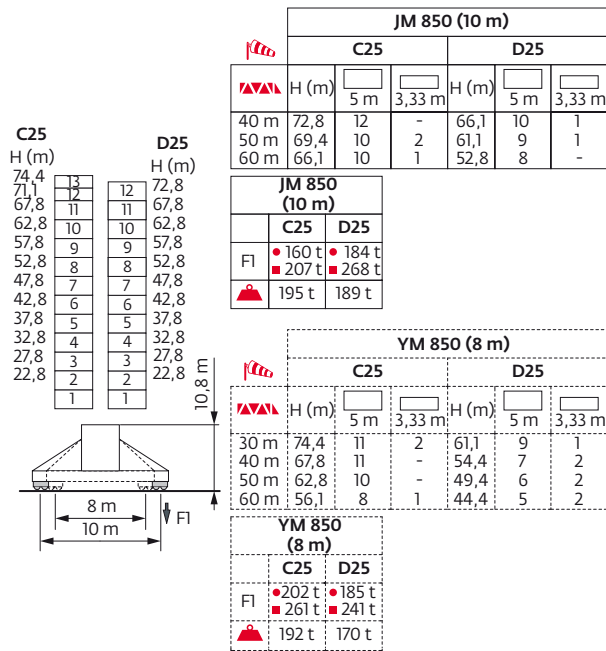 JM 850 (10 m)
C25 D25
H (m) 5 m 3,33 m H (m) 5 m 3,33 m
40 m 72,8 12 - 66,1 10 1
50 m 69,4 10 2 61,1 9 1
60 m 66,1 10 1 52,8 8 -
C25 D25
H (m) H (m)
74,4 13
71,1 12 12 72,8
67,8 11 11 67,8
62,8 10 10 62,8
57,8 9 9 57,8
52,8 8 8 52,8
47,8 7 7 47,8
42,8 6 6 42,8
37,8 5 5 37,8
32,8 4 4 32,8
27,8 3 3 27,8
22,8 2 2 22,8
1 1
10,8 m
8 m
10 m
F1
JM 850
(10 m)
C25 D25
F1 160 t 184 t
207 t 268 t
195 t 189 t
YM 850 (8 m)
C25 D25
H (m) 5 m 3,33 m H (m) 5 m 3,33 m
30 m 74,4 11 2 61,1 9 1
40 m 67,8 11 - 54,4 7 2
50 m 62,8 10 - 49,4 6 2
60 m 56,1 8 1 44,4 5 2
YM 850
(8 m)
C25 D25
F1 202 t 185 t
261 t 241 t
192 t 170 t